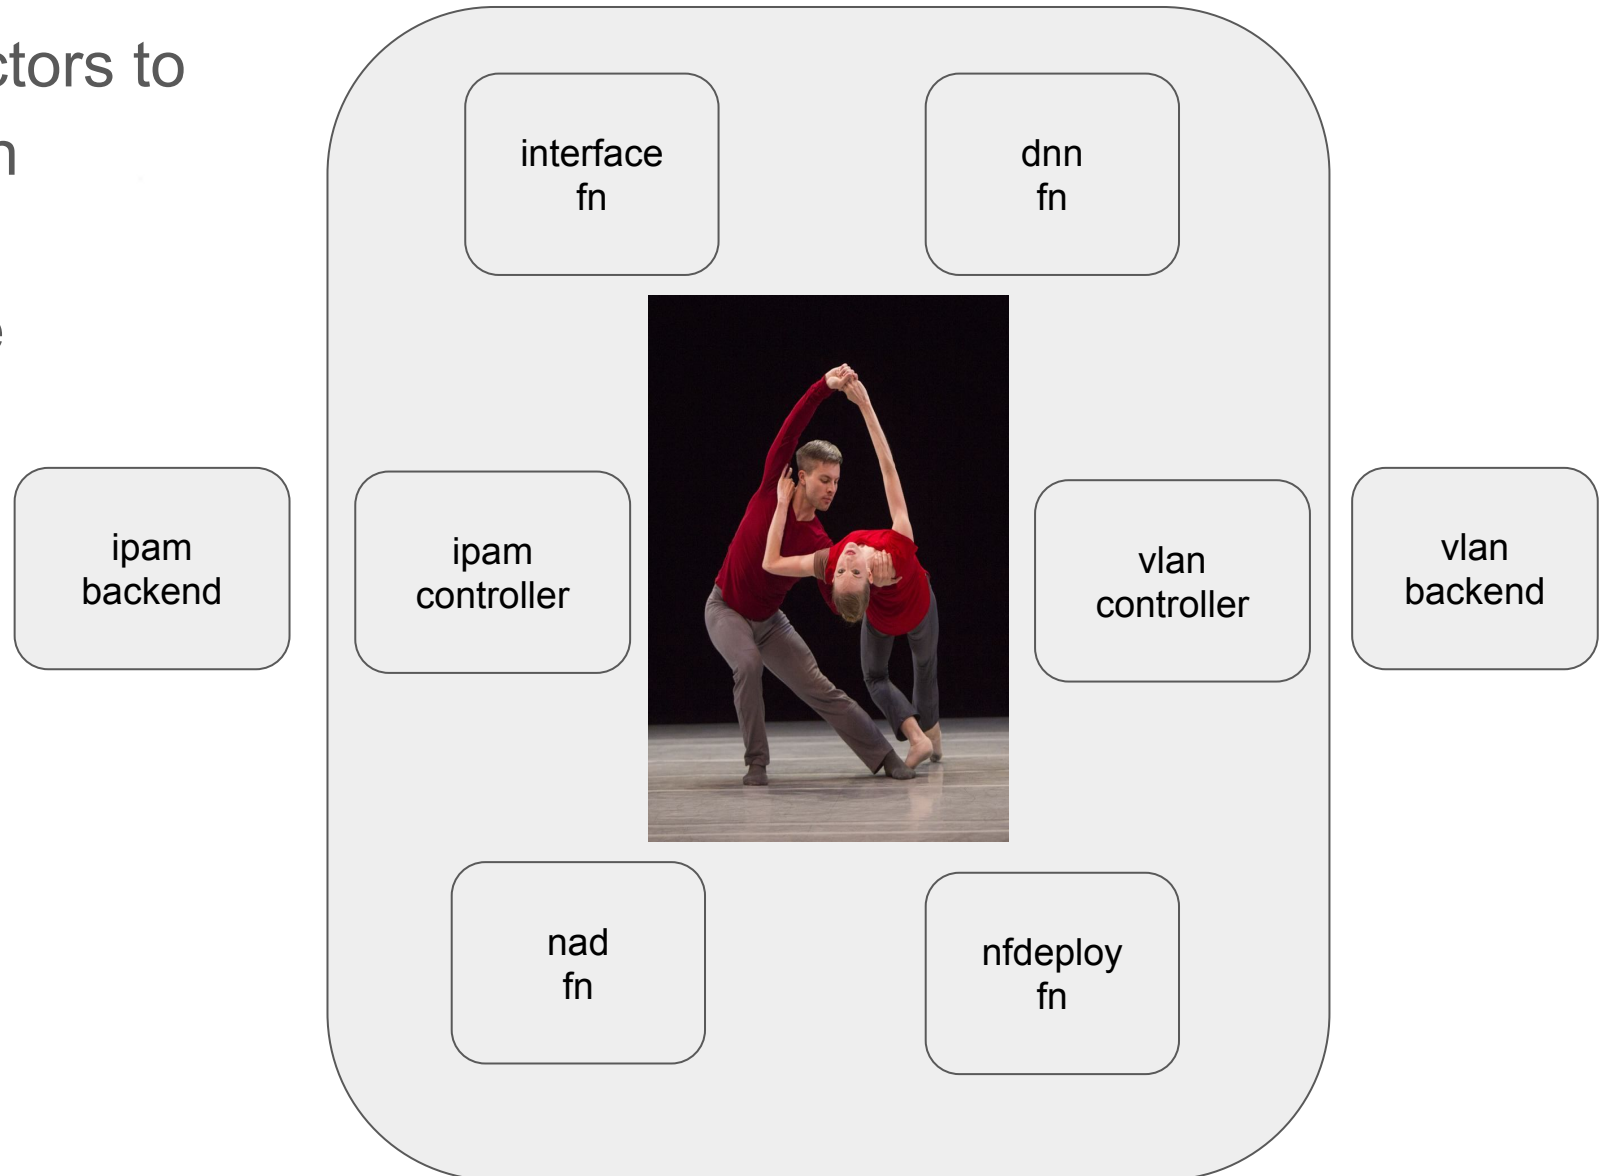 ctors to
n
e
interface
fn
dnn
fn
ipam
backend
ipam
controller
vlan
controller
vlan
backend
nad
fn
nfdeploy
fn